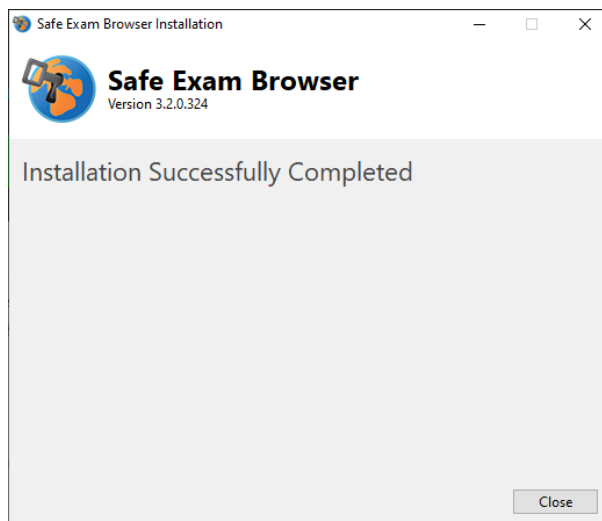 Safe Exam Browser Installation
Safe Exam Browser
Version 3.2.0.324
Installation Successfully Completed
Close